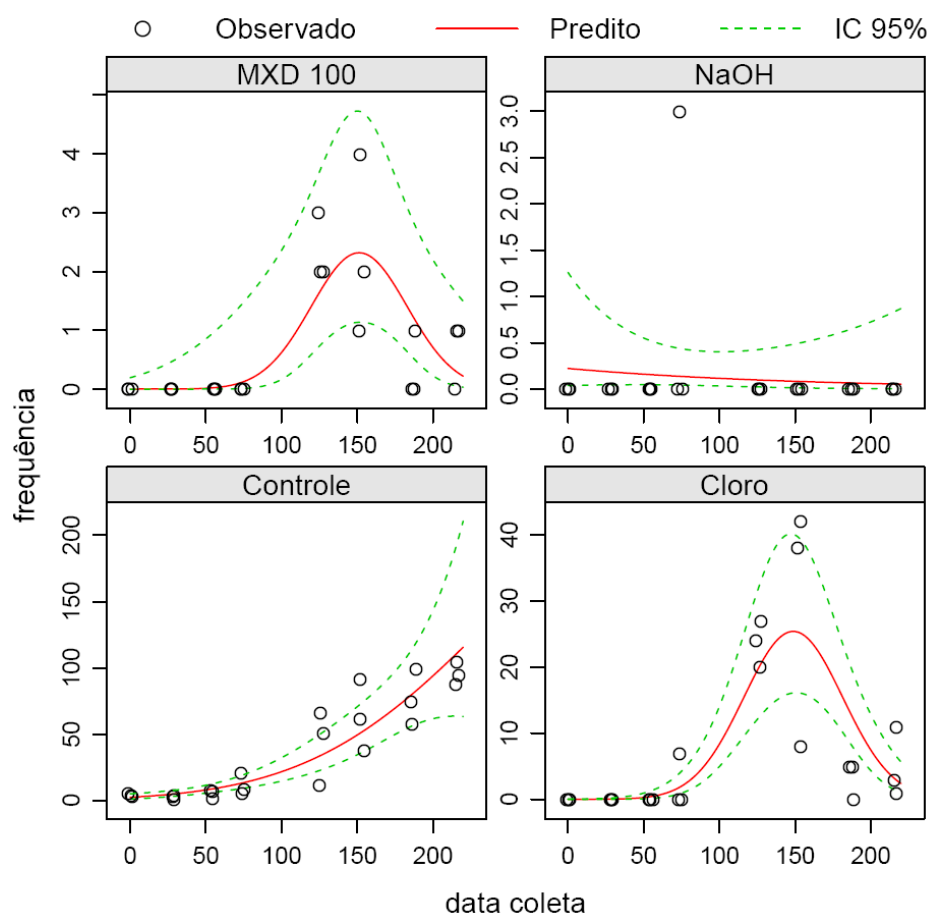 Observado Predito IC 95%
MXD 100 NaOH
0 1 2 3 4
0.0 0.5 1.0 1.5 2.0 2.5 3.0
0 50 100 150 200 0 50 100 150 200
Controle Cloro
0 50 100 150 200
0 10 20 30 40
0 50 100 150 200 0 50 100 150 200
frequência
data coleta